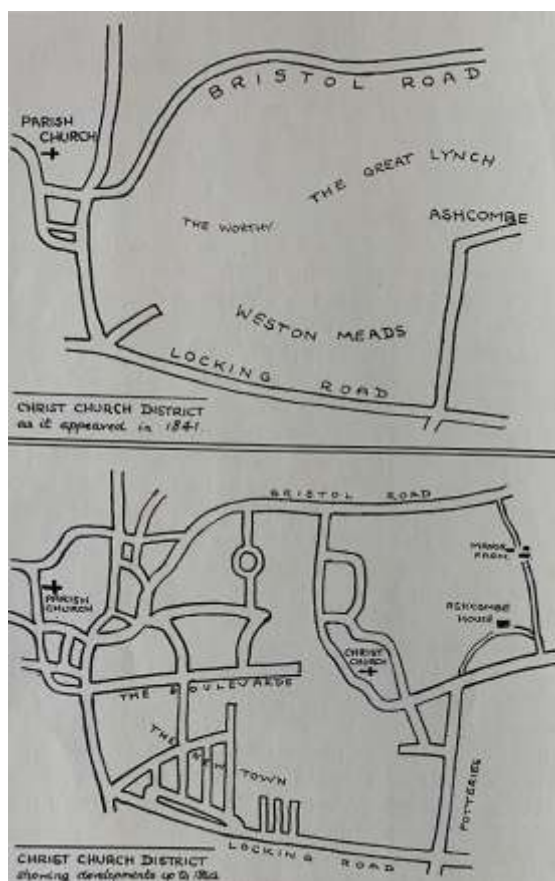 BRISTOL ROAD
PARISH
CHURCH
THE GREAT LYNCH
THE WORTHY
ASHCOMBE
WESTON MEADS
LOCKING ROAD
CHRIST CHURCH DISTRICT
as it appeared in 1841.
BRISTOL ROAD
MANOR
FARM
PARISH
CHURCH
ASHCOMBE
HOUSE
CHRIST
CHURCH
THE BOULEVARDE
THE NEW TOWN
POTTERIES
LOCKING ROAD
CHRIST CHURCH DISTRICT
showing developments up to